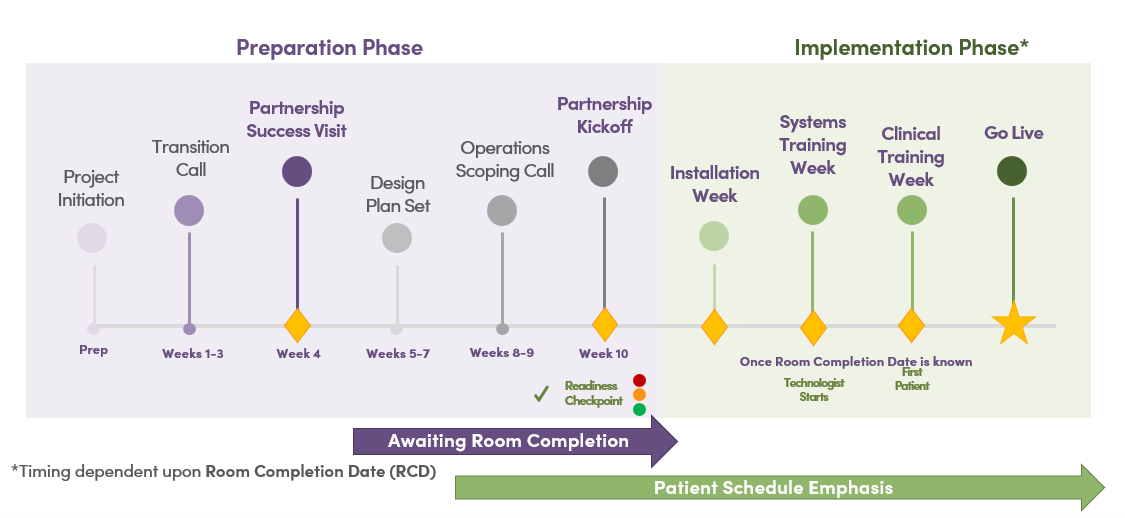 Preparation Phase
Implementation Phase*
Project
Initiation
Transition
Call
Partnership
Success Visit
Design
Plan Set
Operations
Scoping Call
Partnership
Kickoff
Installation
Week
Systems
Training
Week
Clinical
Training
Week
Go Live
Prep
Weeks 1-3
Week 4
Weeks 5-7
Weeks 8-9
Week 10
Once Room Completion Date is known
Technologist
Starts
First
Patient
Readiness
Checkpoint
Awaiting Room Completion
*Timing dependent upon Room Completion Date (RCD)
Patient Schedule Emphasis